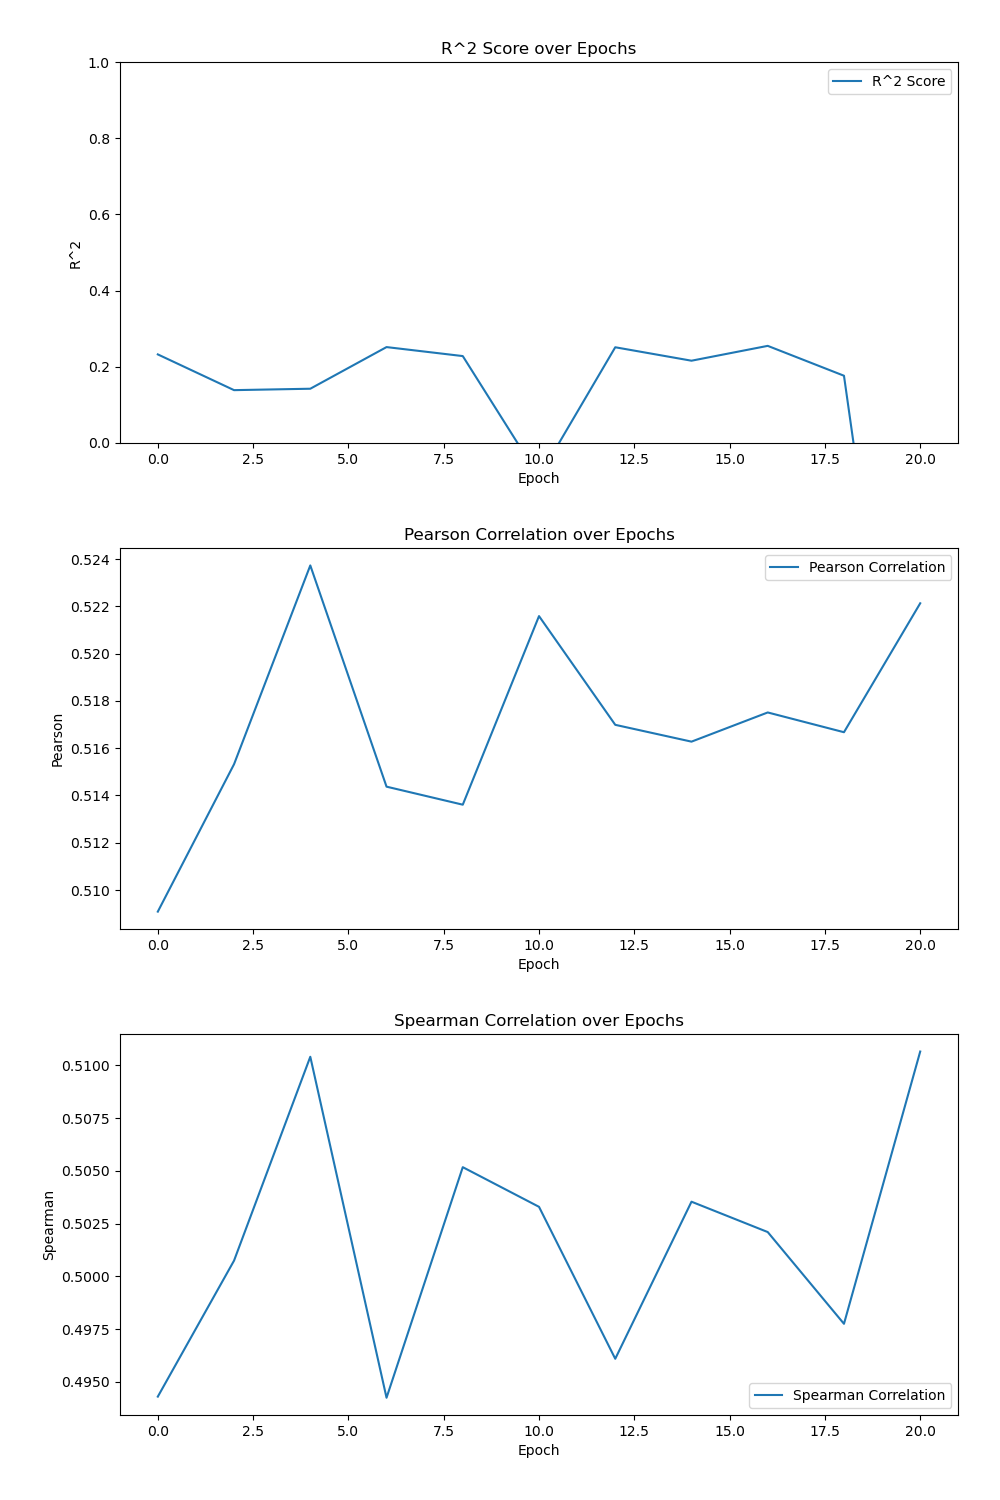 R^2 Score over Epochs
1.0
R^2 Score
0.8
0.6
R^2
0.4
0.2
0.0
0.0 2.5 5.0 7.5 10.0 12.5 15.0 17.5 20.0
Epoch
Pearson Correlation over Epochs
0.524
Pearson Correlation
0.522
0.520
0.518
Pearson
0.516
0.514
0.512
0.510
0.0 2.5 5.0 7.5 10.0 12.5 15.0 17.5 20.0
Epoch
Spearman Correlation over Epochs
0.5100
0.5075
0.5050
Spearman
0.5025
0.5000
0.4975
0.4950
Spearman Correlation
0.0 2.5 5.0 7.5 10.0 12.5 15.0 17.5 20.0
Epoch